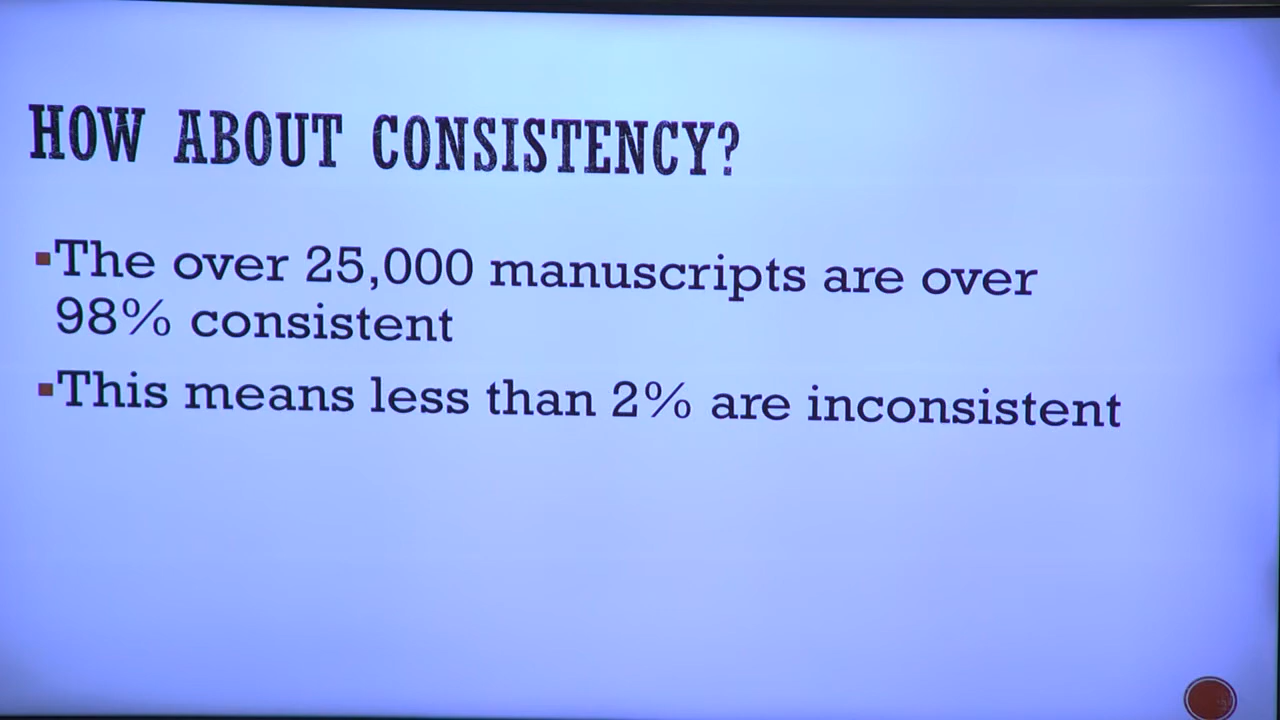 HOW ABOUT CONSISTENCY?
▪The over 25,000 manuscripts are over
98% consistent
▪This means less than 2% are inconsistent